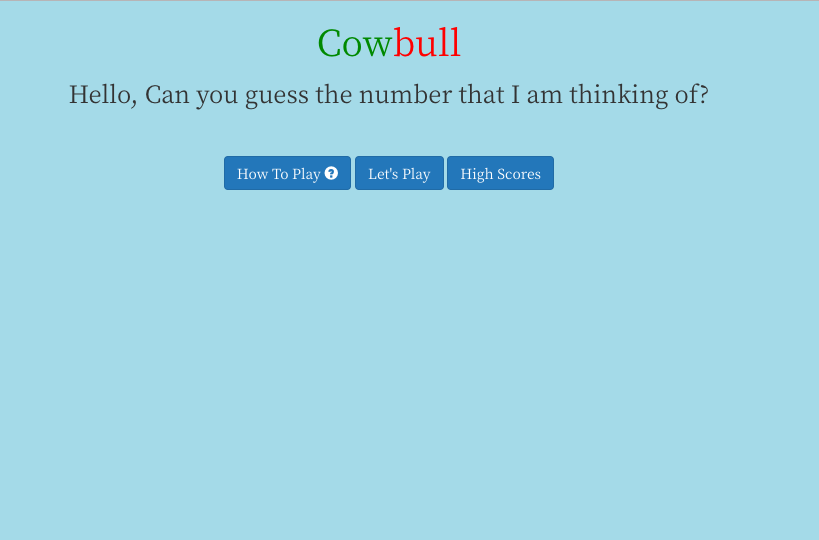 Cowbull
Hello, Can you guess the number that I am thinking of?
How To Play Let's Play High Scores